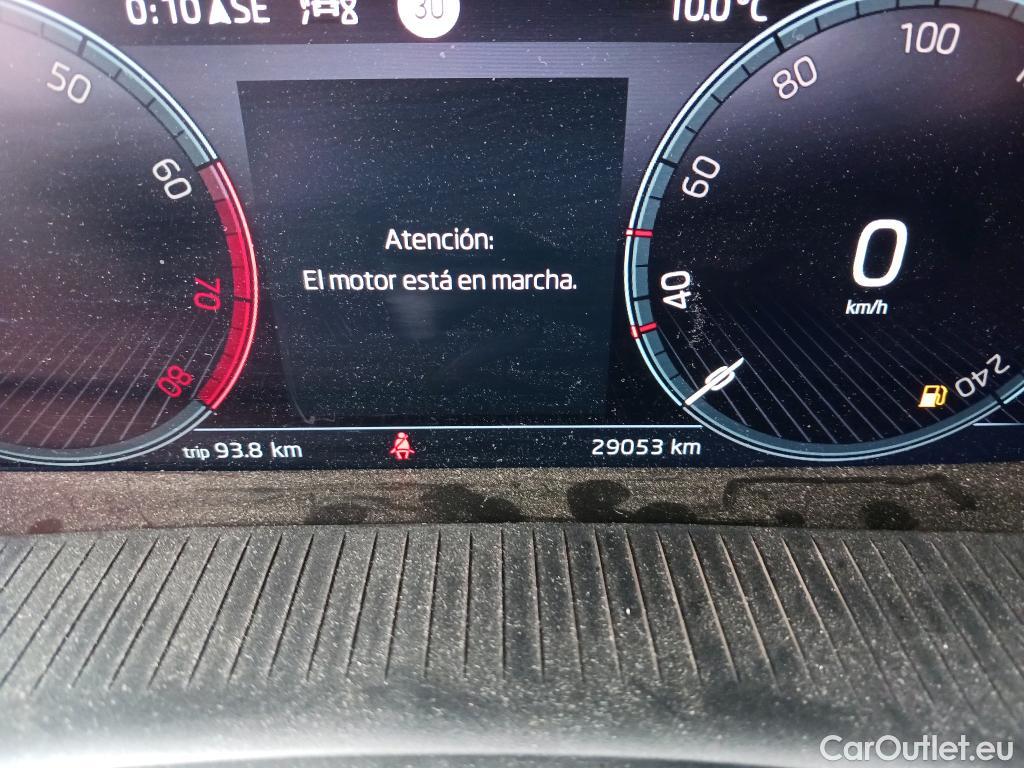 0:10 SE
30
10.0°C
50
60
70
80
Atención:
El motor está en marcha.
100
80
60
40
0
0
km/h
240
trip 93.8 km
29053 km
CarOutlet.eu